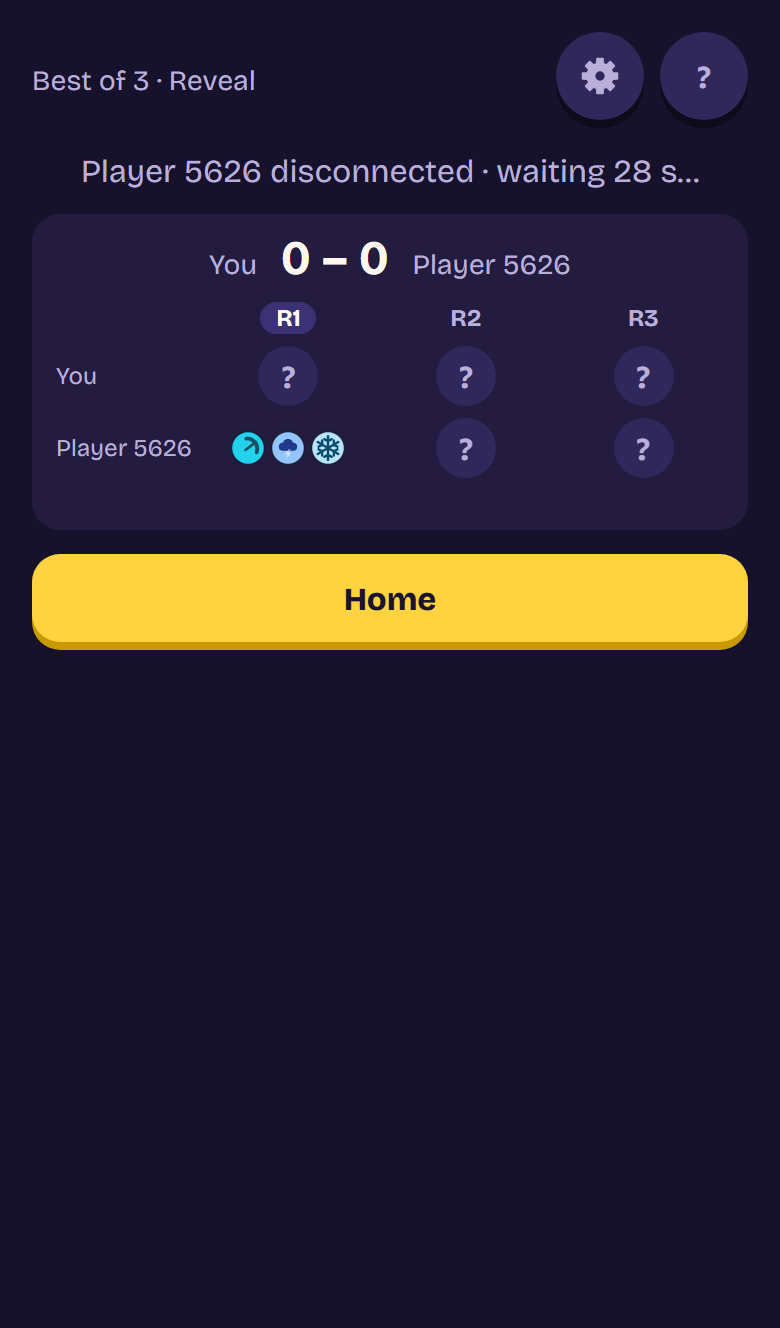 Best of 3 · Reveal
?
Player 5626 disconnected · waiting 28 s...
You 0 – 0 Player 5626
R1 R2 R3
You ? ? ?
Player 5626 ? ?
Home